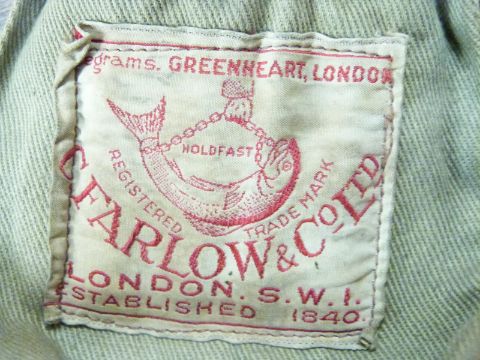 egrams. GREENHEART, LONDON
HOLDFAST
REGISTERED TRADE MARK
C. FARLOW & Co LTD
LONDON. S.W.1.
ESTABLISHED 1840.